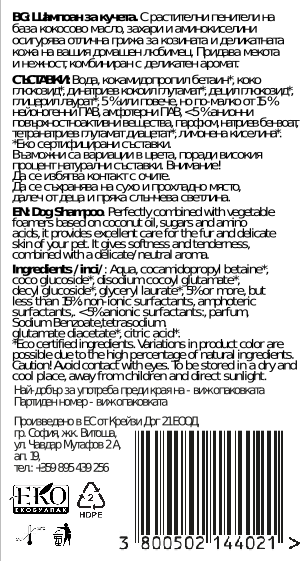 BG: Шампоан за кучета. С растителни пенители на
база кокосово масло, захари и аминокиселини
осигурява отлична грижа за козината и деликатната
кожа на вашия домашен любимец. Придава мекота
и нежност, комбиниран с деликатен аромат.
СЪСТАВКИ: Вода, кокамидопропил бетаин*, коко
глюкозид*, динатриев кокоил глутамат*, децил глюкозид*,
глицерил лаурат*, 5 % или повече, но по-малко от 15 %
нейоногенни ПАВ, амфотерни ПАВ, < 5 % анионни
повърхностноактивни вещества, парфюм, натриев бензоат,
тетранатриев глутамат диацетат*, лимонена киселина*.
*Еко сертифицирани съставки.
Възможни са вариации в цвета, поради високия
процент натурални съставки. Внимание!
Да се избягва контакт с очите.
Да се съхранява на сухо и прохладно място,
далеч от деца и пряка слънчева светлина.
EN: Dog Shampoo. Perfectly combined with vegetable
foamers based on coconut oil, sugars and amino
acids, it provides excellent care for the fur and delicate
skin of your pet. It gives softness and tenderness,
combined with a delicate/neutral aroma.
Ingredients /inci/: Aqua, cocamidopropyl betaine*,
coco glucoside*, disodium cocoyl glutamate*,
decyl glucoside*, glyceryl laurate*, 5% or more, but
less than 15% non-ionic surfactants, amphoteric
surfactants,. < 5% anionic surfactants:, parfum,
Sodium Benzoate,tetrasodium.
glutamate diacetate*, citric acid*.
*Eco certified ingredients. Variations in product color are
possible due to the high percentage of natural ingredients.
Caution! Avoid contact with eyes. To be stored in a dry and
cool place, away from children and direct sunlight.
Най-добър за употреба преди края на - виж опаковката
Партиден номер - виж опаковката
Произведено в ЕС от Крейзи Дог 21 ЕООД,
гр. София, ж.к. Витоша,
ул. Чавдар Мутафов 2 А,
ап. 19,
тел.: +359 895 439 256
ЕКО
ЕКОБУЛПАК
2
HDPE
3 800502 144021 >